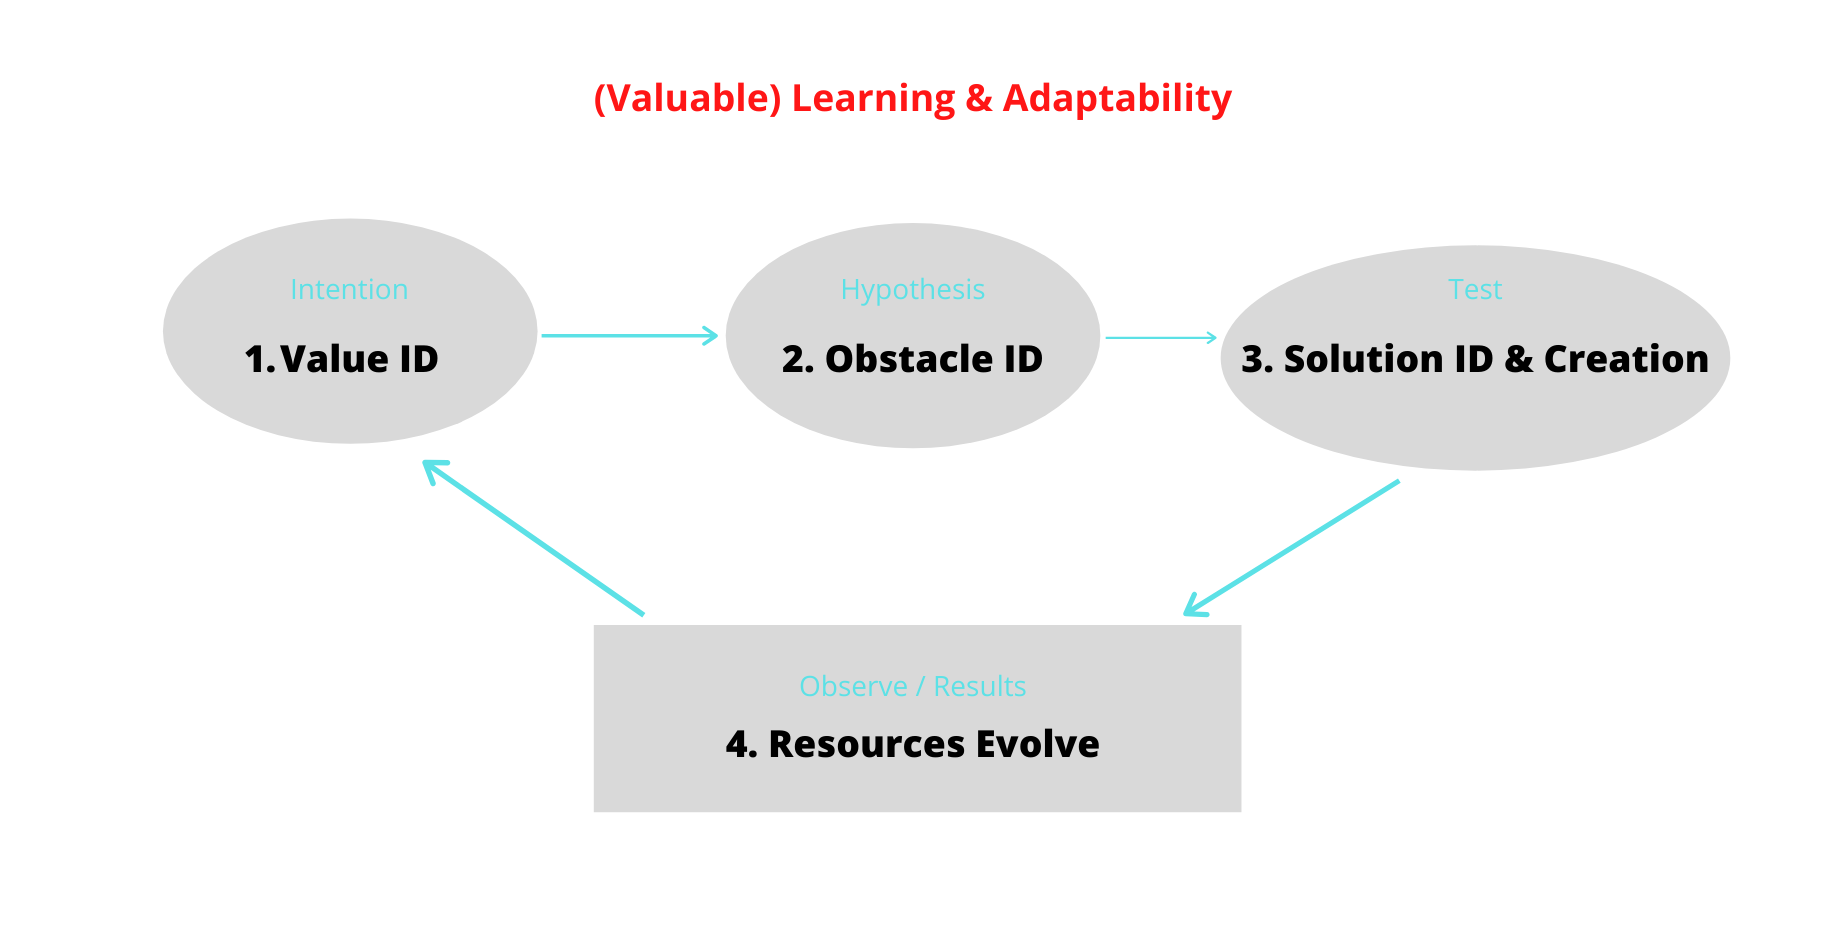 (Valuable) Learning & Adaptability
Intention
1. Value ID
Hypothesis
2. Obstacle ID
Test
3. Solution ID & Creation
Observe / Results
4. Resources Evolve